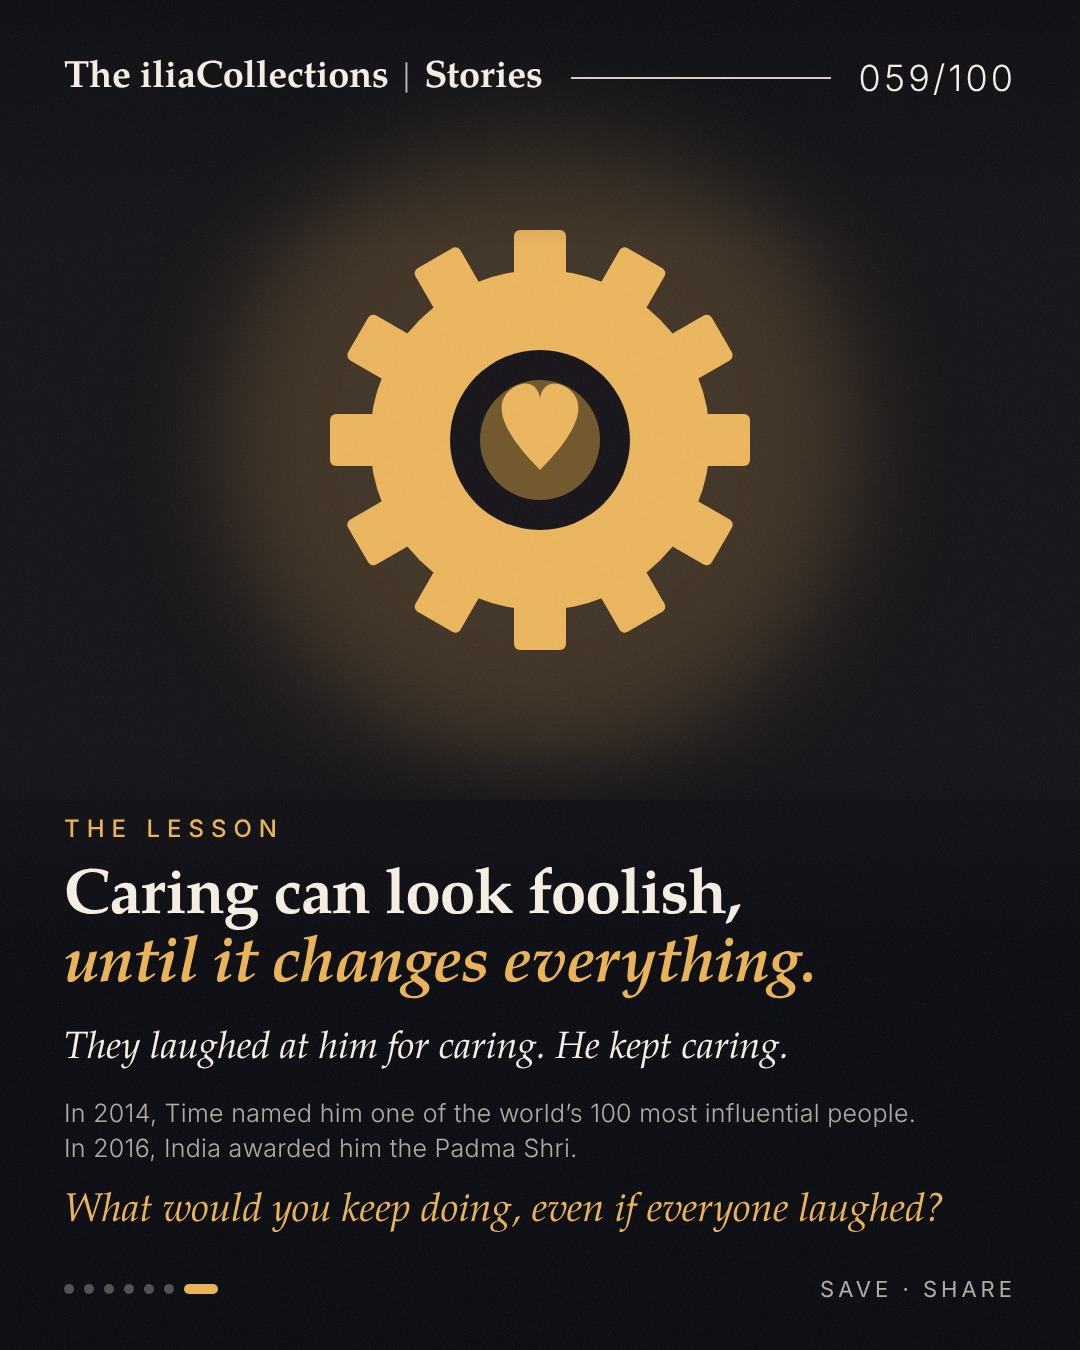 The iliaCollections | Stories 059/100
THE LESSON
Caring can look foolish,
until it changes everything.
They laughed at him for caring. He kept caring.
In 2014, Time named him one of the world’s 100 most influential people.
In 2016, India awarded him the Padma Shri.
What would you keep doing, even if everyone laughed?
SAVE · SHARE